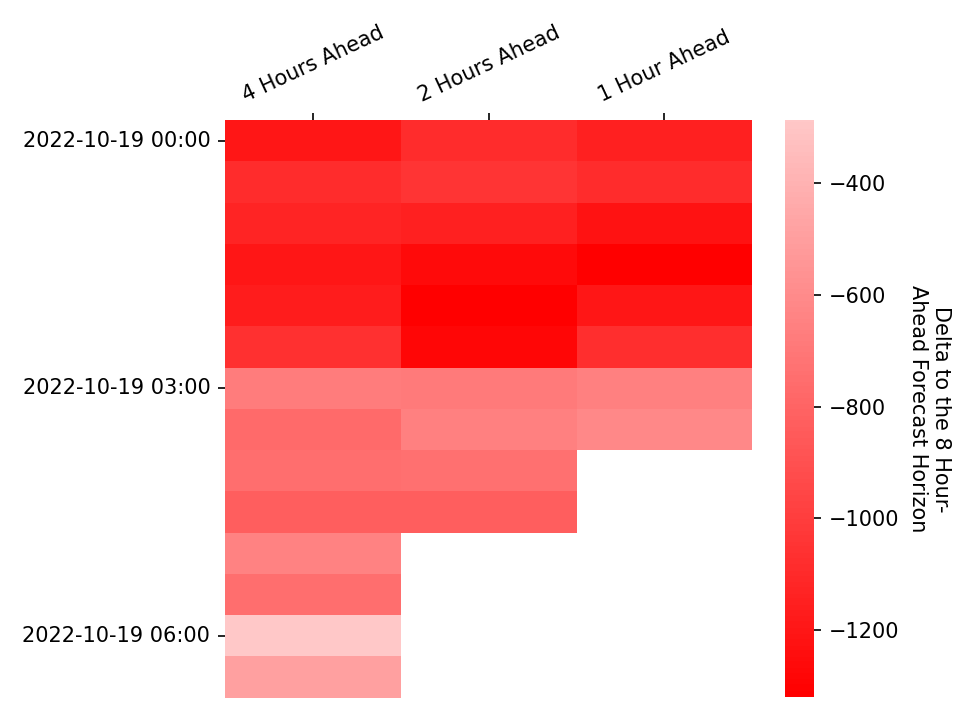 4 Hours Ahead
2 Hours Ahead
1 Hour Ahead
2022-10-19 00:00
2022-10-19 03:00
2022-10-19 06:00
−400
−600
−800
−1000
−1200
Delta to the 8 Hour-
Ahead Forecast Horizon